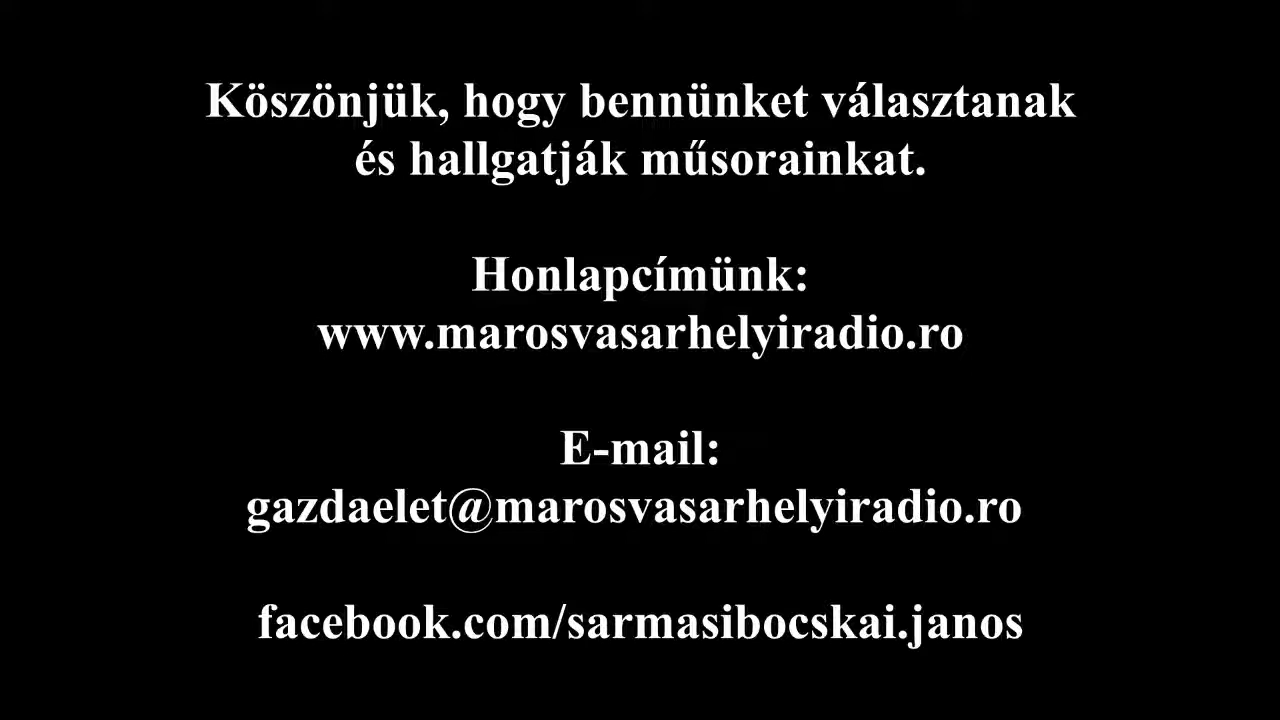 Köszönjük, hogy bennünket választanak
és hallgatják műsorainkat.
Honlapcímünk:
www.marosvasarhelyiradio.ro
E-mail:
gazdaelet@marosvasarhelyiradio.ro
facebook.com/sarmasibocskai.janos